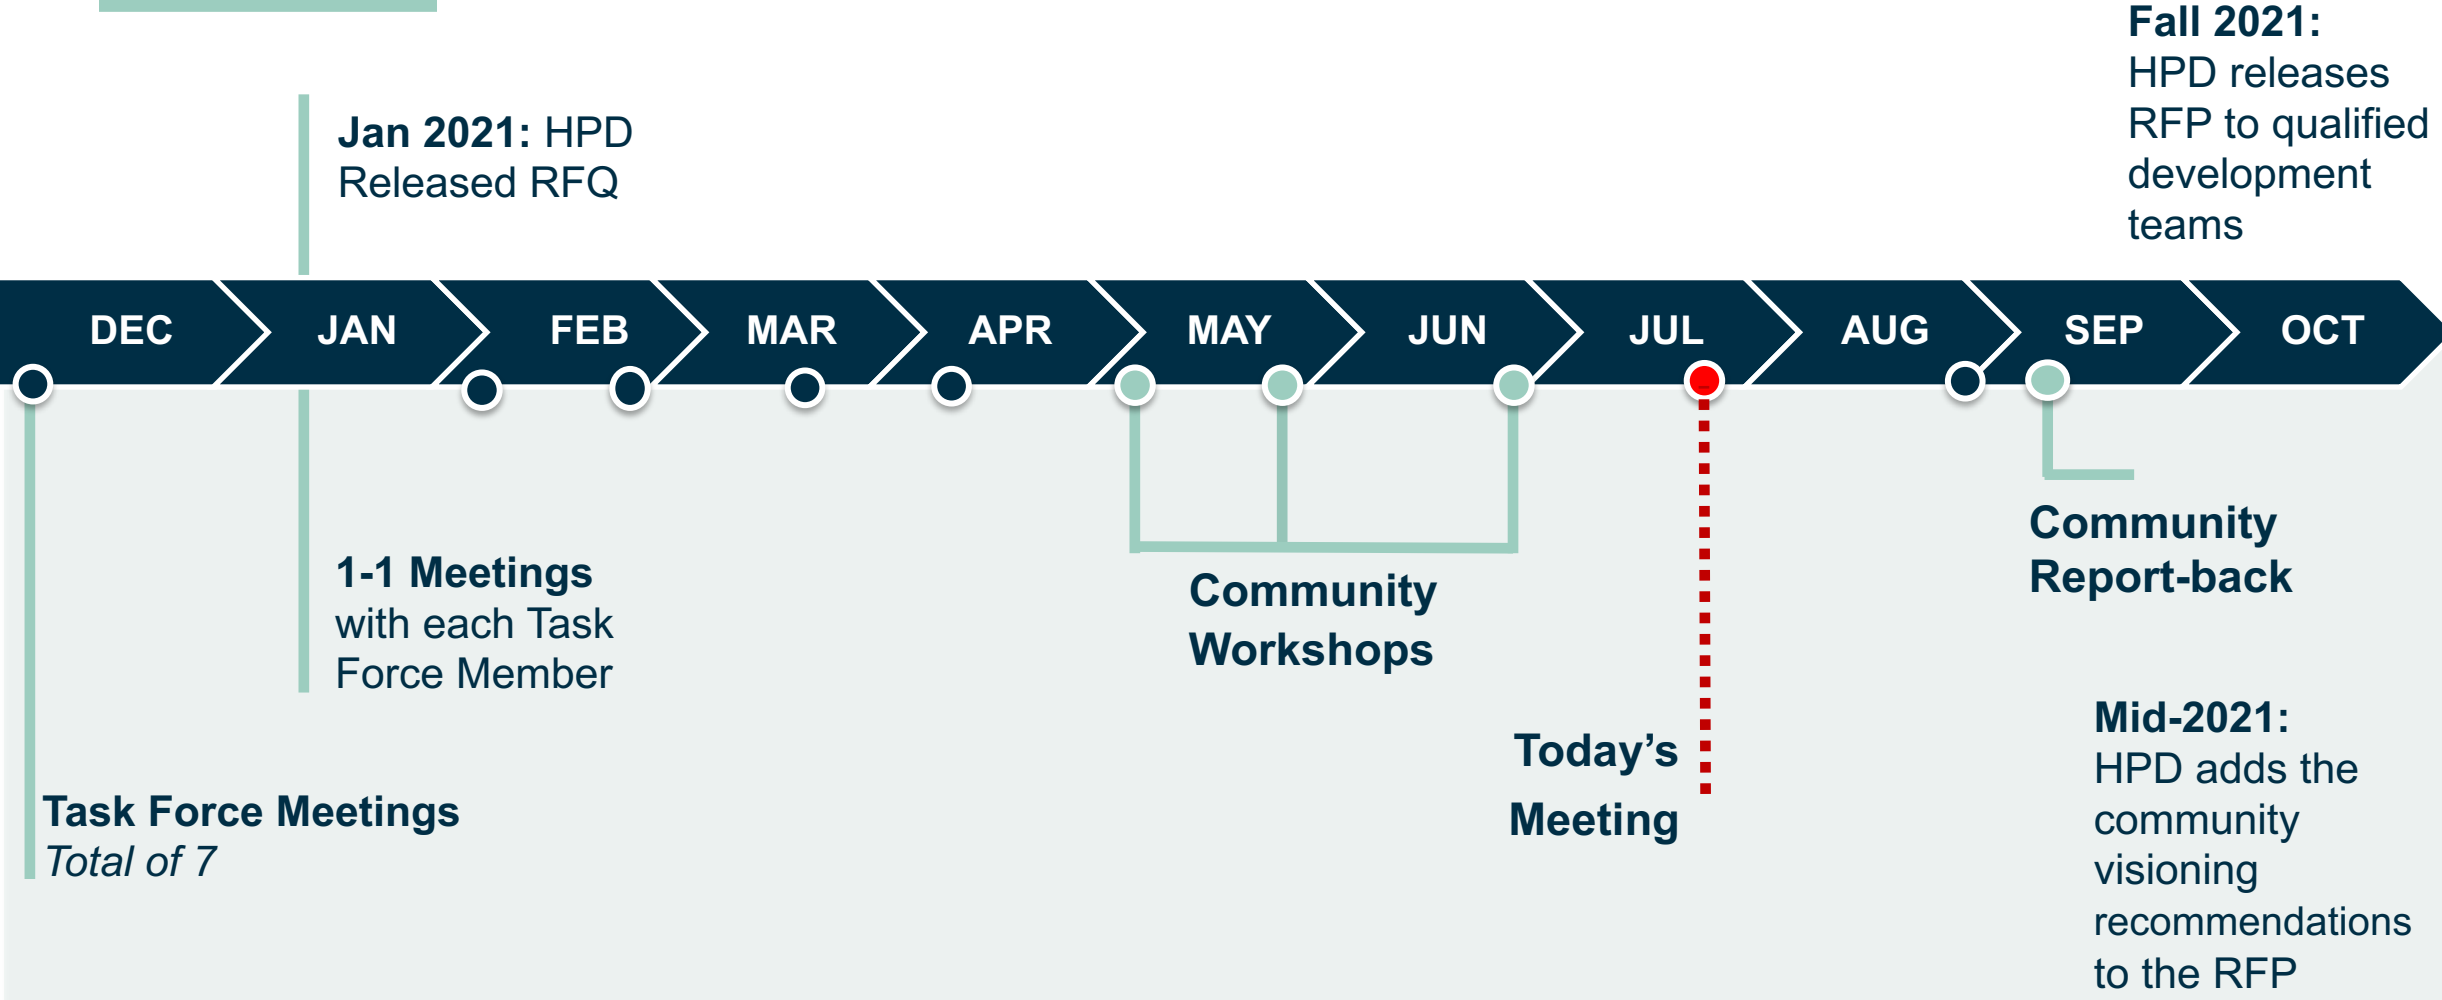 Fall 2021:
HPD releases
RFP to qualified
development
teams
Jan 2021: HPD
Released RFQ
DEC
JAN
FEB
MAR
APR
MAY
JUN
JUL
AUG
SEP
OCT
1-1 Meetings
with each Task
Force Member
Task Force Meetings
Total of 7
Community
Workshops
Today’s
Meeting
Community
Report-back
Mid-2021:
HPD adds the
community
visioning
recommendations
to the RFP